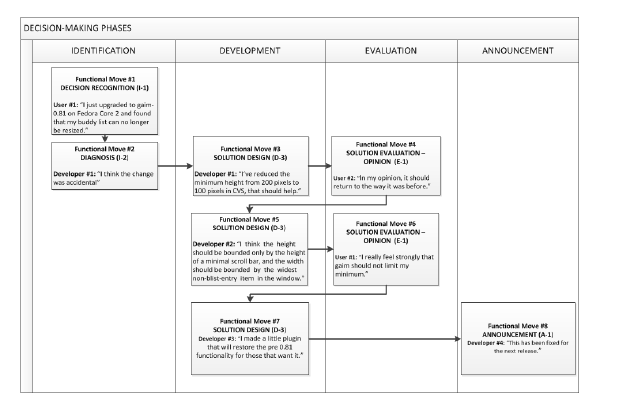 DECISION-MAKING PHASES
IDENTIFICATION
DEVELOPMENT
EVALUATION
ANNOUNCEMENT
Functional Move #1
DECISION RECOGNITION (I-1)
User #1: "I just upgraded to gaim-
0.81 on Fedora Core 2 and found
that my buddy list can no longer
be resized."
Functional Move #2
DIAGNOSIS (I-2)
Developer #1: "I think the change
was accidental"
Functional Move #3
SOLUTION DESIGN (D-3)
Developer #1: "I've reduced the
minimum height from 200 pixels to
100 pixels in CVS, that should help."
Functional Move #4
SOLUTION EVALUATION –
OPINION (E-1)
User #2: "In my opinion, it should
return to the way it was before."
Functional Move #5
SOLUTION DESIGN (D-3)
Developer #2: "I think the height
should be bounded only by the height
of a minimal scroll bar, and the width
should be bounded by the widest
non-blist-entry item in the window."
Functional Move #6
SOLUTION EVALUATION –
OPINION (E-1)
User #1: "I really feel strongly that
gaim should not limit my
minimum."
Functional Move #7
SOLUTION DESIGN (D-3)
Developer #3: "I made a little plugin
that will restore the pre 0.81
functionality for those that want it."
Functional Move #8
ANNOUNCEMENT (A-1)
Developer #4: "This has been fixed for
the next release."